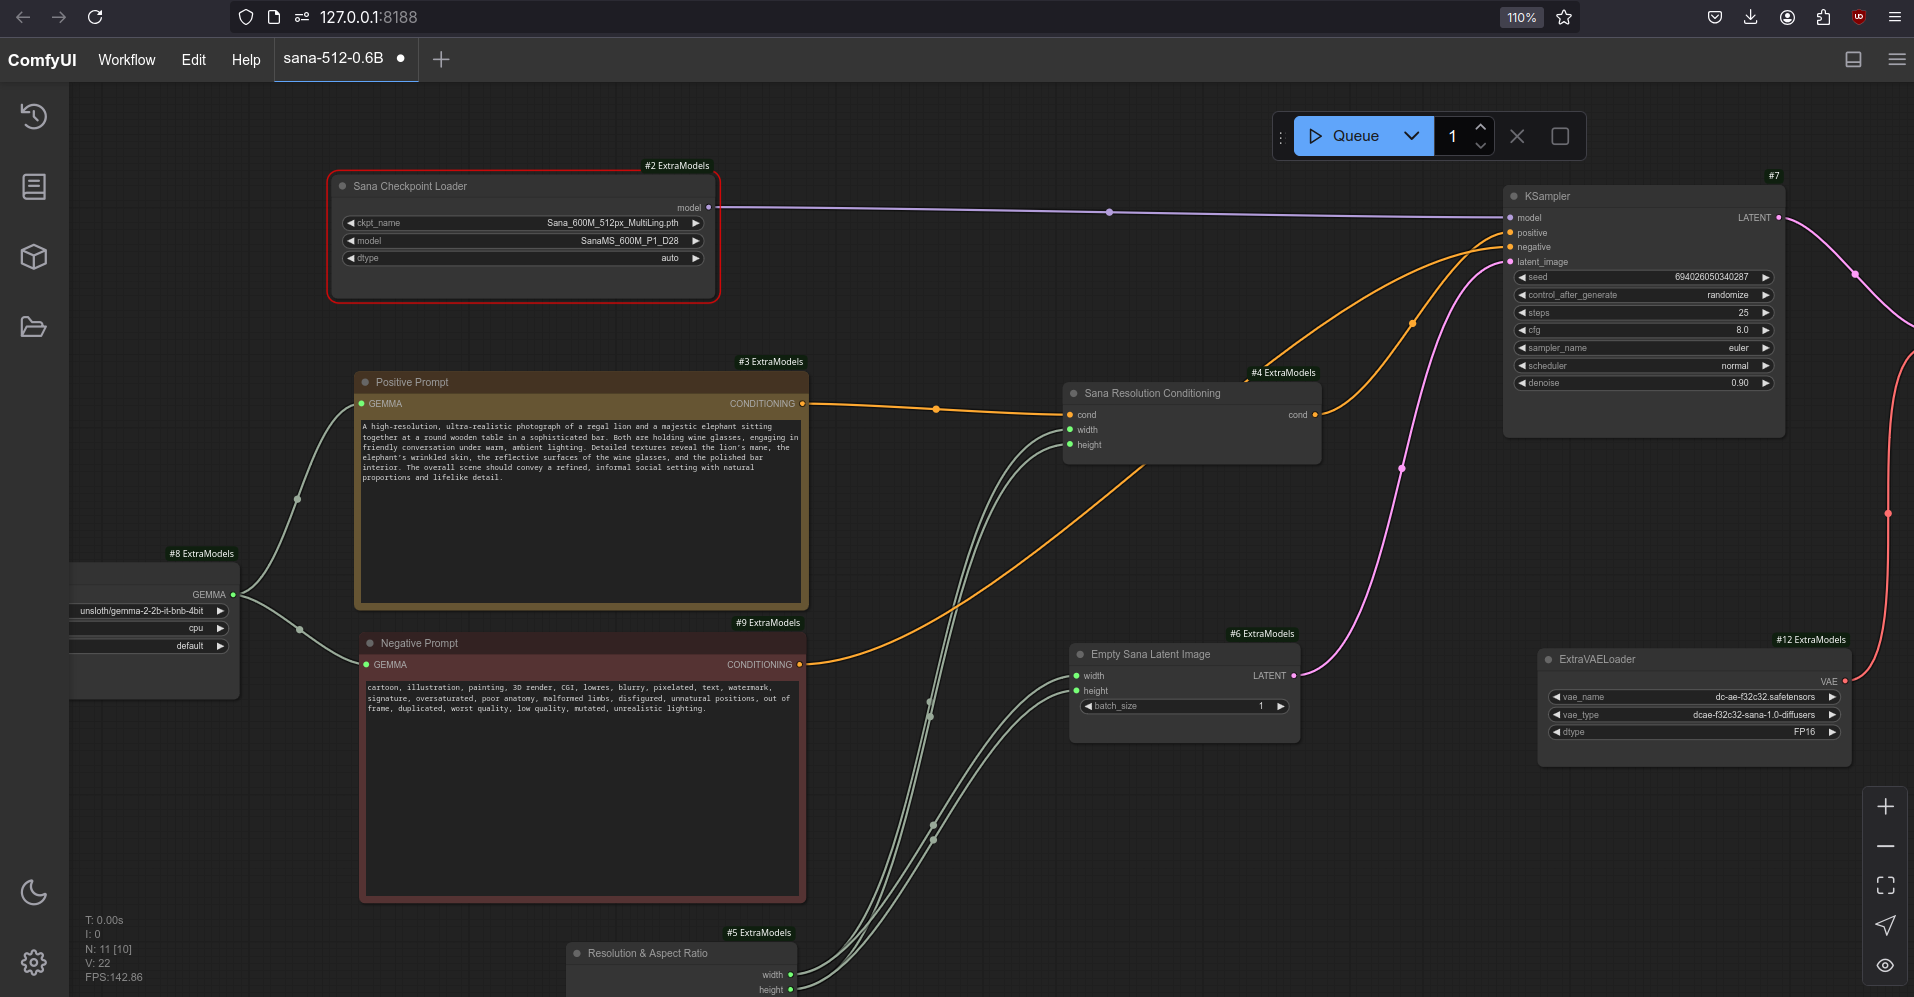 127.0.0.1:8188
110%
ComfyUI
Workflow
Edit
Help
sana-512-0.6B
Queue
1
#2 ExtraModels
Sana Checkpoint Loader
model
ckpt_name
Sana_600M_512px_MultiLing.pth
model
SanaMS_600M_P1_D28
dtype
auto
#7
KSampler
model
LATENT
positive
negative
latent_image
seed
694026050340287
control_after_generate
randomize
steps
25
cfg
8.0
sampler_name
euler
scheduler
normal
denoise
0.90
#3 ExtraModels
Positive Prompt
GEMMA
CONDITIONING
A high-resolution, ultra-realistic photograph of a regal lion and a majestic elephant sitting
together at a round wooden table in a sophisticated bar. Both are holding wine glasses, engaging in
friendly conversation under warm, ambient lighting. Detailed textures reveal the lion's mane, the
elephant's wrinkled skin, the reflective surfaces of the wine glasses, and the polished bar
interior. The overall scene should convey a refined, informal social setting with natural
proportions and lifelike detail.
#4 ExtraModels
Sana Resolution Conditioning
cond
cond
width
height
#8 ExtraModels
GEMMA
unsloth/gemma-2-2b-it-bnb-4bit
cpu
default
#9 ExtraModels
Negative Prompt
GEMMA
CONDITIONING
cartoon, illustration, painting, 3D render, CGI, lowres, blurry, pixelated, text, watermark,
signature, oversaturated, poor anatomy, malformed limbs, disfigured, unnatural positions, out of
frame, duplicated, worst quality, low quality, mutated, unrealistic lighting.
#6 ExtraModels
Empty Sana Latent Image
width
LATENT
height
batch_size
1
#12 ExtraModels
ExtraVAELoader
VAE
vae_name
dc-ae-f32c32.safetensors
vae_type
dcae-f32c32-sana-1.0-diffusers
dtype
FP16
#5 ExtraModels
Resolution & Aspect Ratio
width
height
T: 0.00s
I: 0
N: 11 [10]
V: 22
FPS:142.86